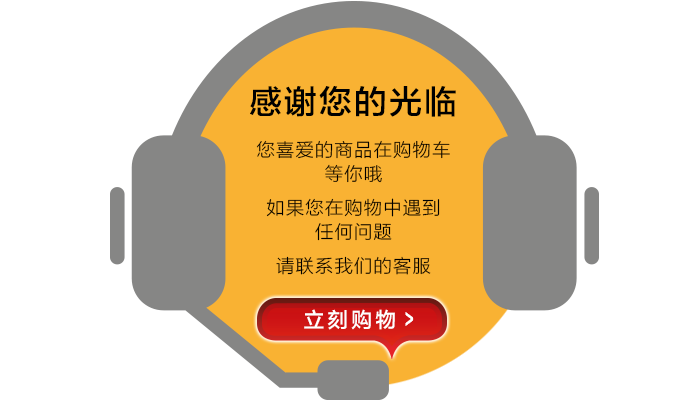 感谢您的光临
您喜爱的商品在购物车
等你哦
如果您在购物中遇到
任何问题
请联系我们的客服
立刻购物 >